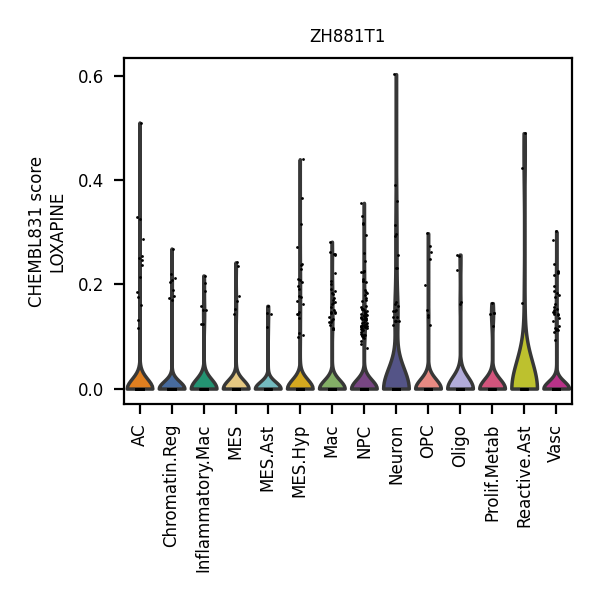 ZH881T1
CHEMBL831 score
LOXAPINE
0.6
0.4
0.2
0.0
AC
Chromatin.Reg
Inflammatory.Mac
MES
MES.Ast
MES.Hyp
Mac
NPC
Neuron
OPC
Oligo
Prolif.Metab
Reactive.Ast
Vasc